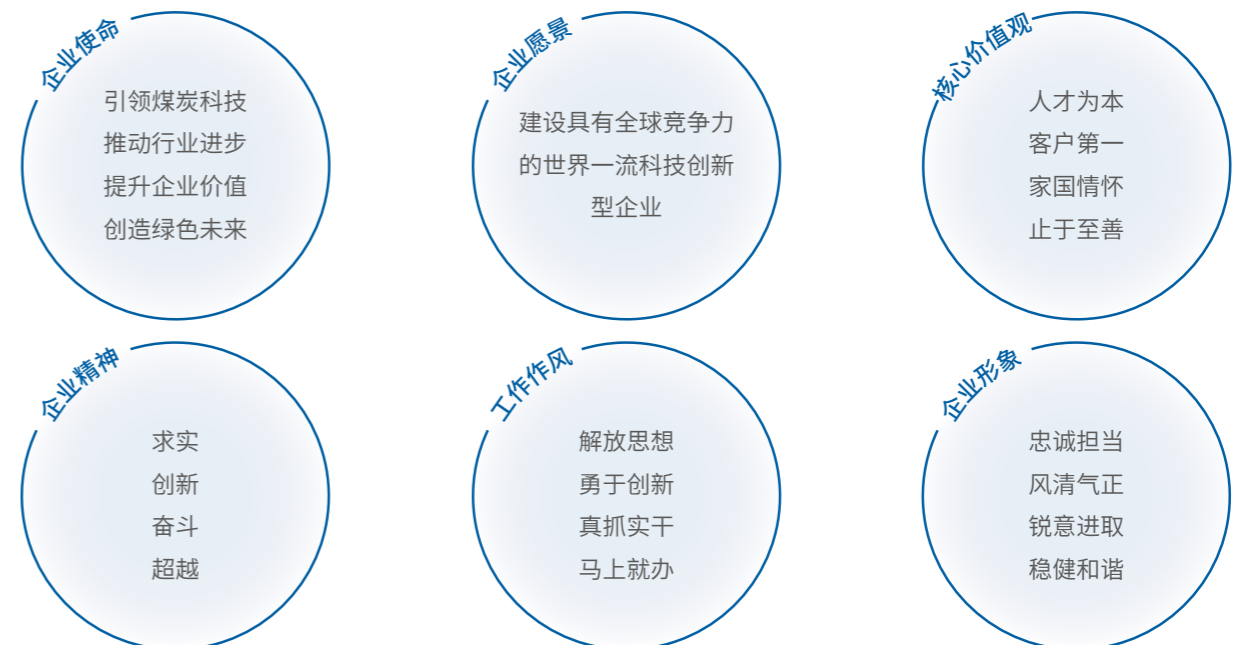 企业使命
引领煤炭科技
推动行业进步
提升企业价值
创造绿色未来
企业愿景
建设具有全球竞争力
的世界一流科技创新
型企业
核心价值观
人才为本
客户第一
家国情怀
止于至善
企业精神
求实
创新
奋斗
超越
工作作风
解放思想
勇于创新
真抓实干
马上就办
企业形象
忠诚担当
风清气正
锐意进取
稳健和谐